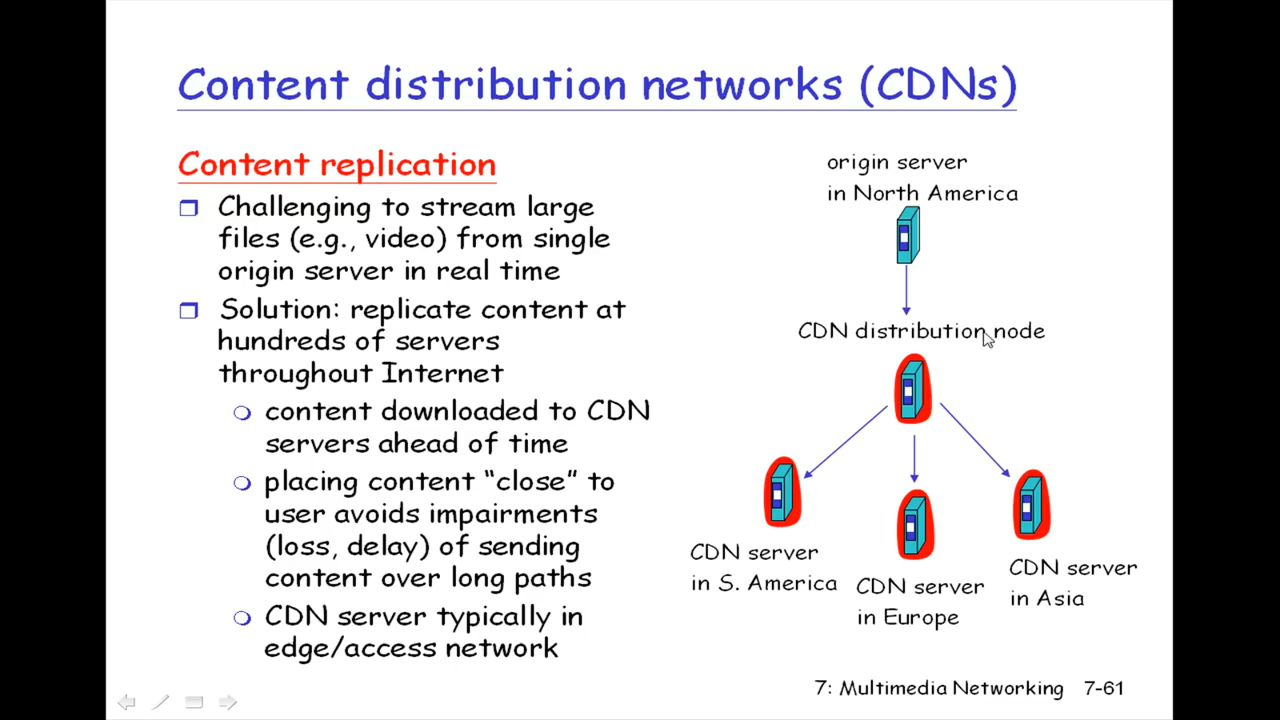 Content distribution networks (CDNs)
Content replication
Challenging to stream large
files (e.g., video) from single
origin server in real time
Solution: replicate content at
hundreds of servers
throughout Internet
content downloaded to CDN
servers ahead of time
placing content “close” to
user avoids impairments
(loss, delay) of sending
content over long paths
CDN server typically in
edge/access network
origin server
in North America
CDN distribution node
CDN server
in S. America
CDN server
in Europe
CDN server
in Asia
7: Multimedia Networking 7-61